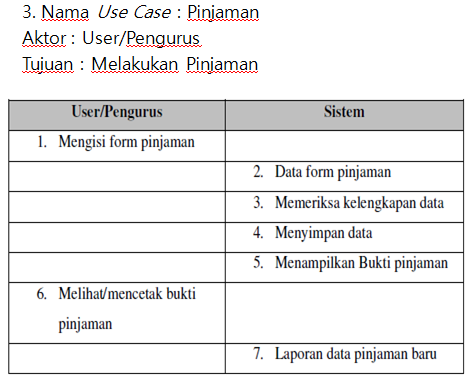 3. Nama Use Case : Pinjaman
Aktor : User/Pengurus
Tujuan : Melakukan Pinjaman
User/Pengurus Sistem
1. Mengisi form pinjaman
2. Data form pinjaman
3. Memeriksa kelengkapan data
4. Menyimpan data
5. Menampilkan Bukti pinjaman
6. Melihat/mencetak bukti
pinjaman
7. Laporan data pinjaman baru